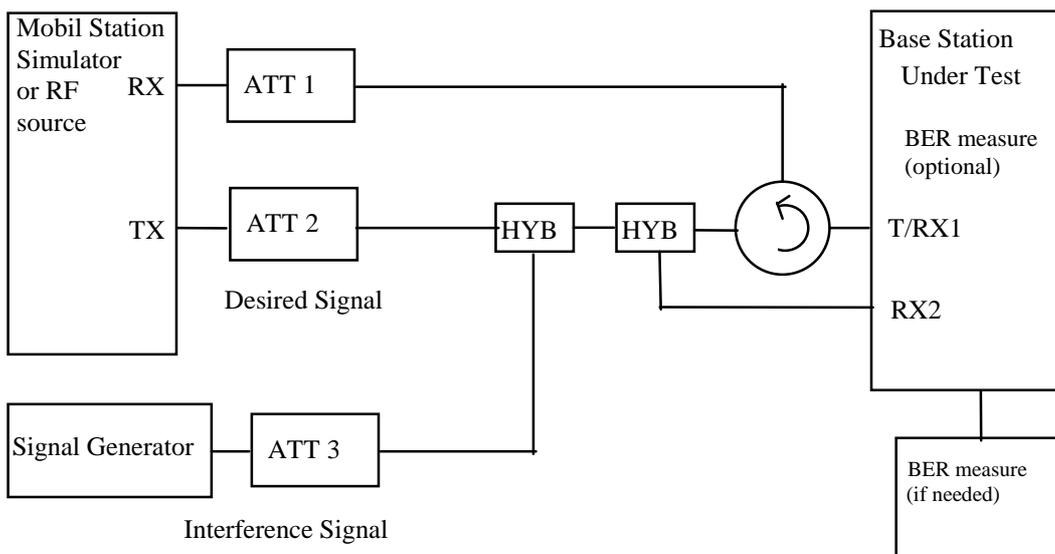 Mobil Station
Simulator
or RF
source
RX
TX
ATT 1
ATT 2
Desired Signal
HYB
HYB
Base Station
Under Test
BER measure
(optional)
T/RX1
RX2
Signal Generator
ATT 3
Interference Signal
BER measure
(if needed)